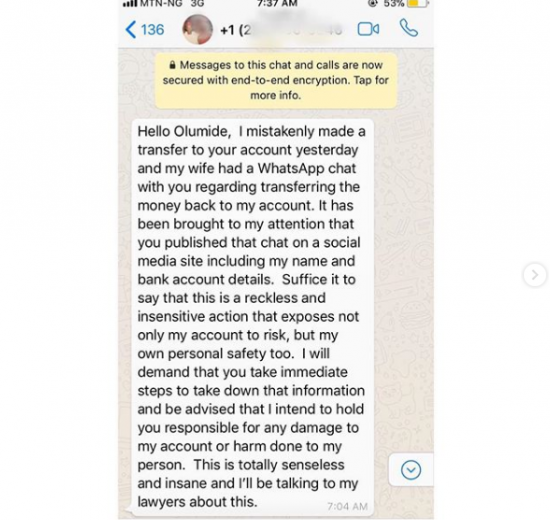 MTN-NG 3G 7:37 AM 53%
136 +1 (2
Messages to this chat and calls are now
secured with end-to-end encryption. Tap for
more info.
Hello Olumide, I mistakenly made a
transfer to your account yesterday
and my wife had a WhatsApp chat
with you regarding transferring the
money back to my account. It has
been brought to my attention that
you published that chat on a social
media site including my name and
bank account details. Suffice it to
say that this is a reckless and
insensitive action that exposes not
only my account to risk, but my
own personal safety too. I will
demand that you take immediate
steps to take down that information
and be advised that I intend to hold
you responsible for any damage to
my account or harm done to my
person. This is totally senseless
and insane and I'll be talking to my
lawyers about this.
7:04 AM